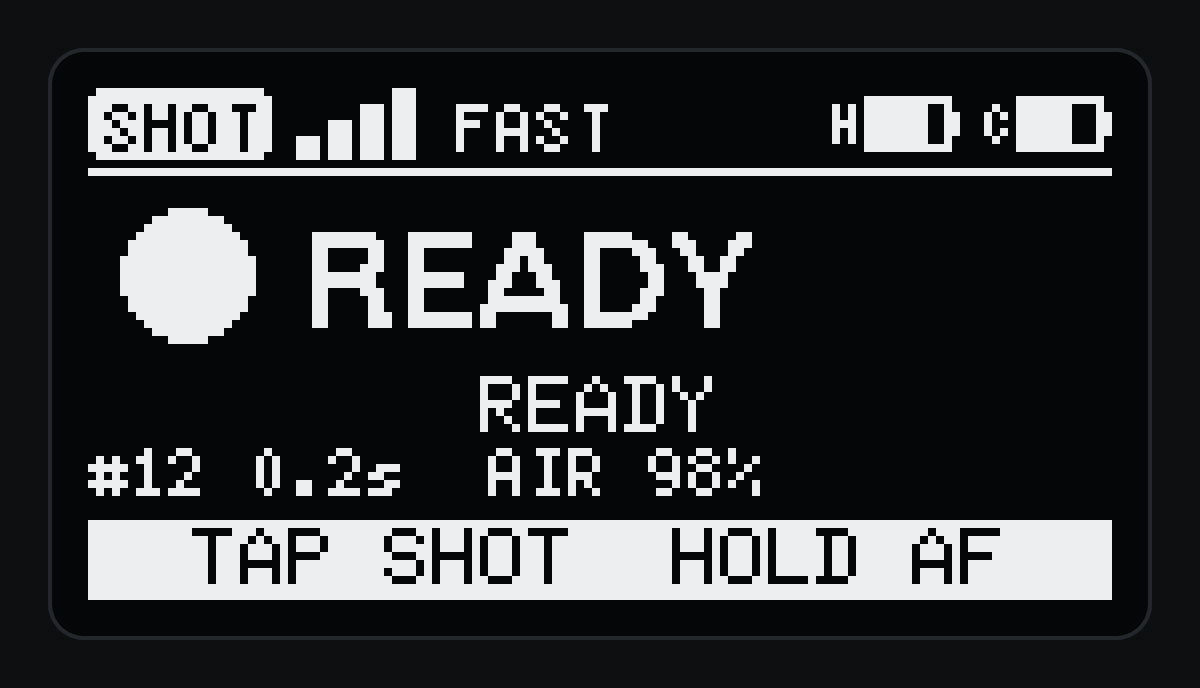 SHOT FAST H C
READY
READY
#12 0.2s AIR 98%
TAP SHOT HOLD AF